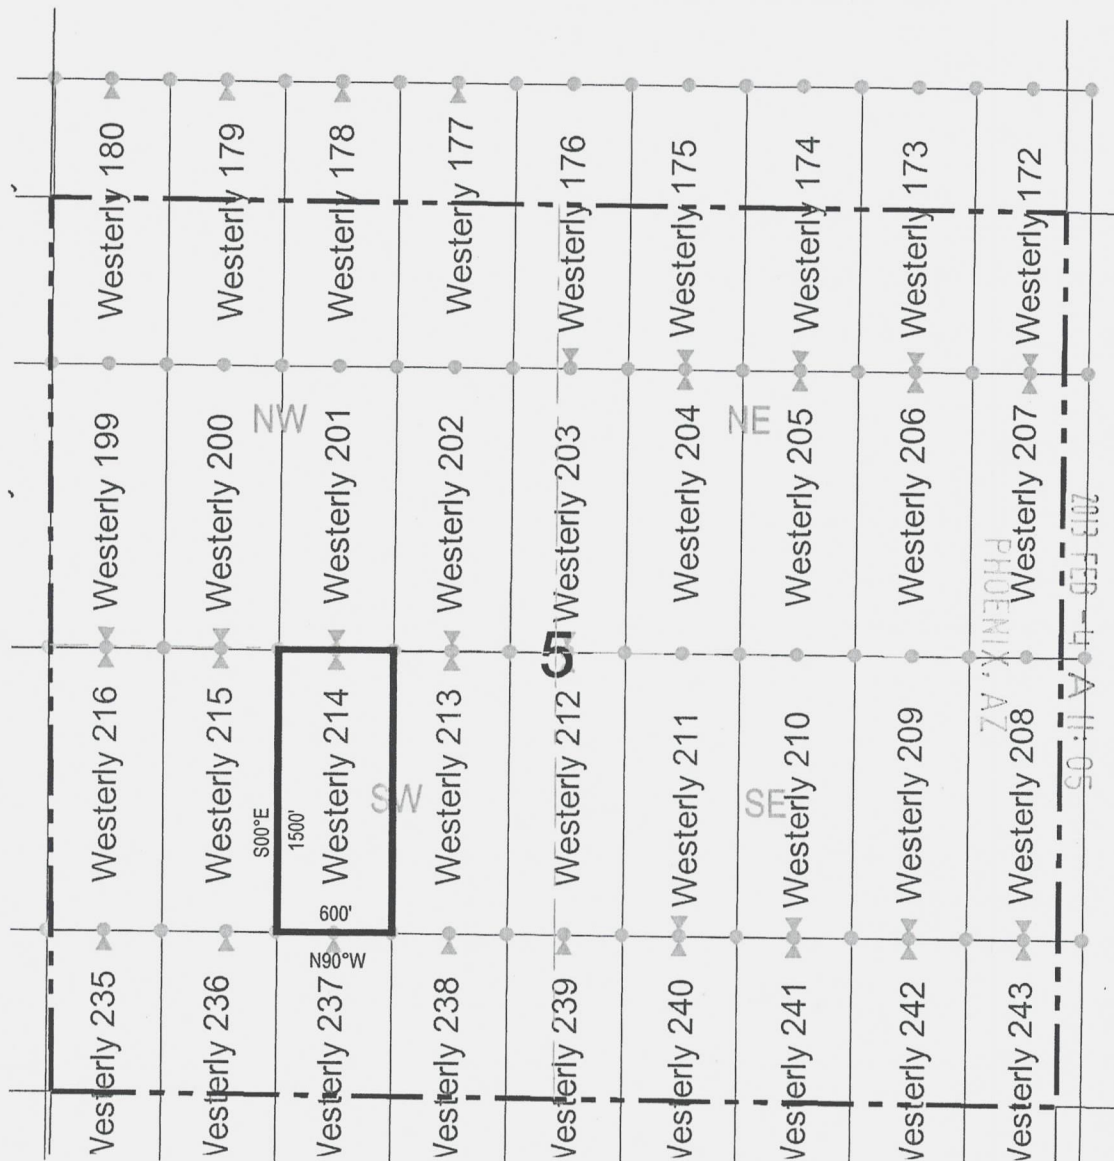 Westerly 180
Westerly 179
Westerly 178
Westerly 177
Westerly 176
Westerly 175
Westerly 174
Westerly 173
Westerly 172
NW
NE
Westerly 199
Westerly 200
Westerly 201
Westerly 202
Westerly 203
Westerly 204
Westerly 205
Westerly 206
Westerly 207
2013 FEB -4 A 11:05
PHOENIX, AZ
5
Westerly 216
Westerly 215
Westerly 214
Westerly 213
Westerly 212
Westerly 211
Westerly 210
Westerly 209
Westerly 208
SW
SE
S00°E
1500'
600'
N90°W
Westerly 235
Westerly 236
Westerly 237
Westerly 238
Westerly 239
Westerly 240
Westerly 241
Westerly 242
Westerly 243